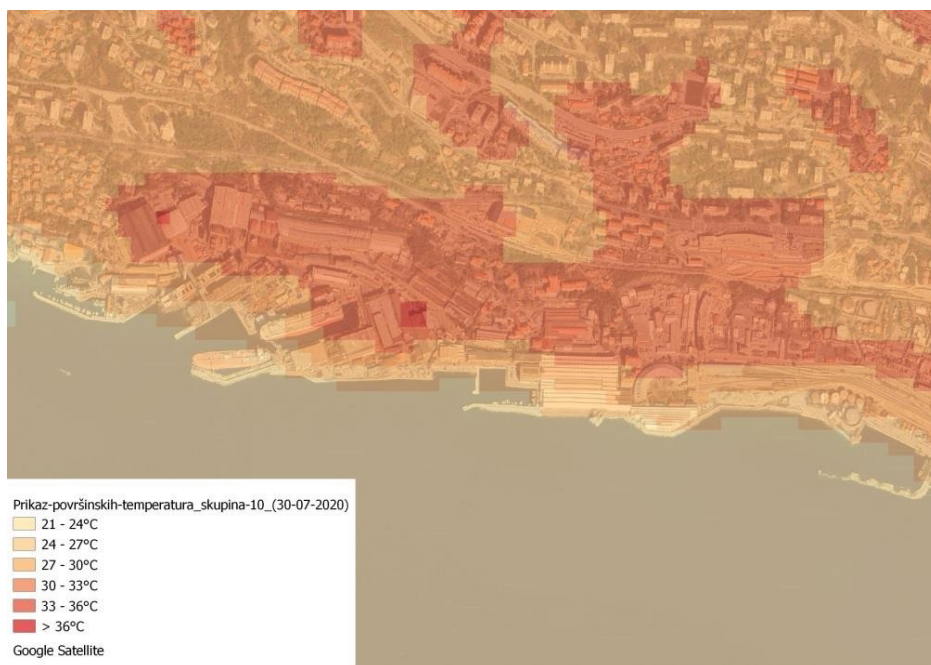 Prikaz-površinskih-temperatura_skupina-10_(30-07-2020)
21 - 24°C
24 - 27°C
27 - 30°C
30 - 33°C
33 - 36°C
> 36°C
Google Satellite